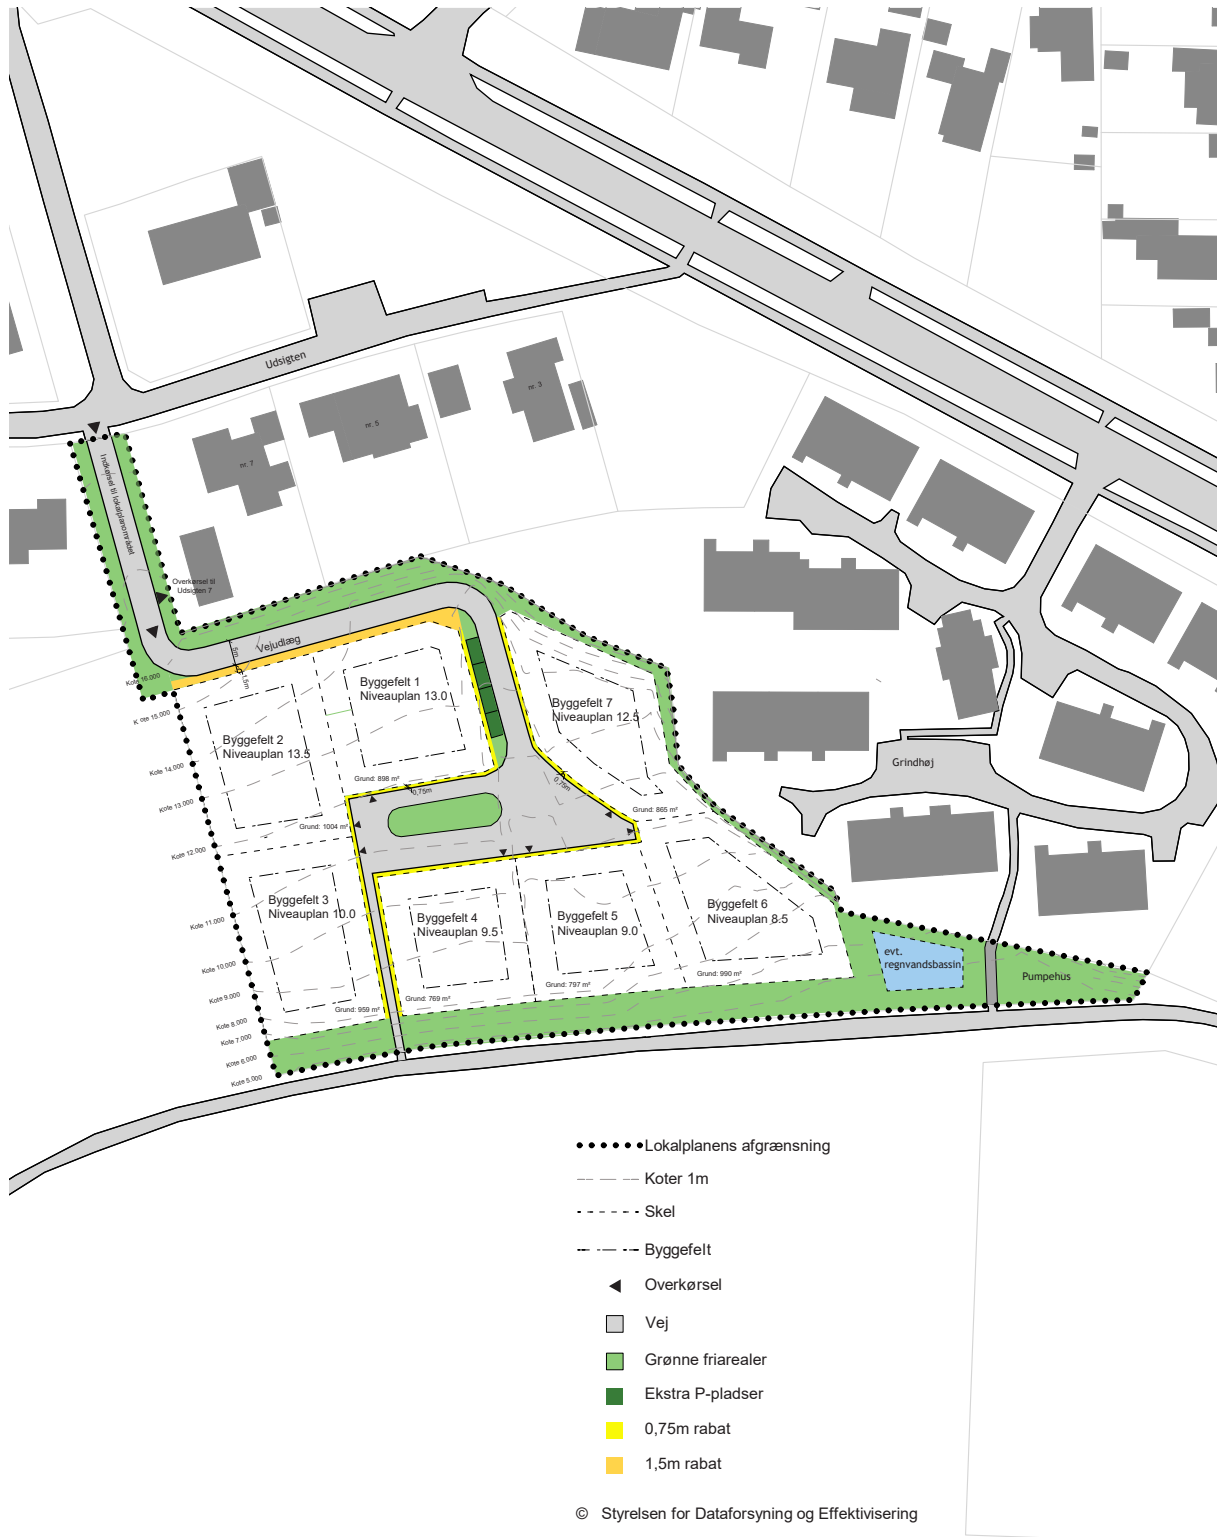 Udsigten
nr. 3
nr. 5
nr. 7
Indkørsel til lokalplanområdet
Overkørsel til
Udsigten 7
Vejudlæg
5m
1,5m
Kote 16.000
Kote 15.000
Kote 14.000
Kote 13.000
Kote 12.000
Kote 11.000
Kote 10.000
Kote 9.000
Kote 8.000
Kote 7.000
Kote 6.000
Kote 5.000
Byggefelt 1
Niveauplan 13.0
Byggefelt 7
Niveauplan 12.5
Byggefelt 2
Niveauplan 13.5
Grund: 898 m²
0,75m
0,75m
Grund: 865 m²
Grund: 1004 m²
Grindhøj
Byggefelt 3
Niveauplan 10.0
Byggefelt 4
Niveauplan 9.5
Byggefelt 5
Niveauplan 9.0
Byggefelt 6
Niveauplan 8.5
evt.
regnvandsbassin
Pumpehus
Grund: 990 m²
Grund: 797 m²
Grund: 769 m²
Grund: 959 m²
Lokalplanens afgrænsning
Koter 1m
Skel
Byggefelt
Overkørsel
Vej
Grønne friarealer
Ekstra P-pladser
0,75m rabat
1,5m rabat
© Styrelsen for Dataforsyning og Effektivisering